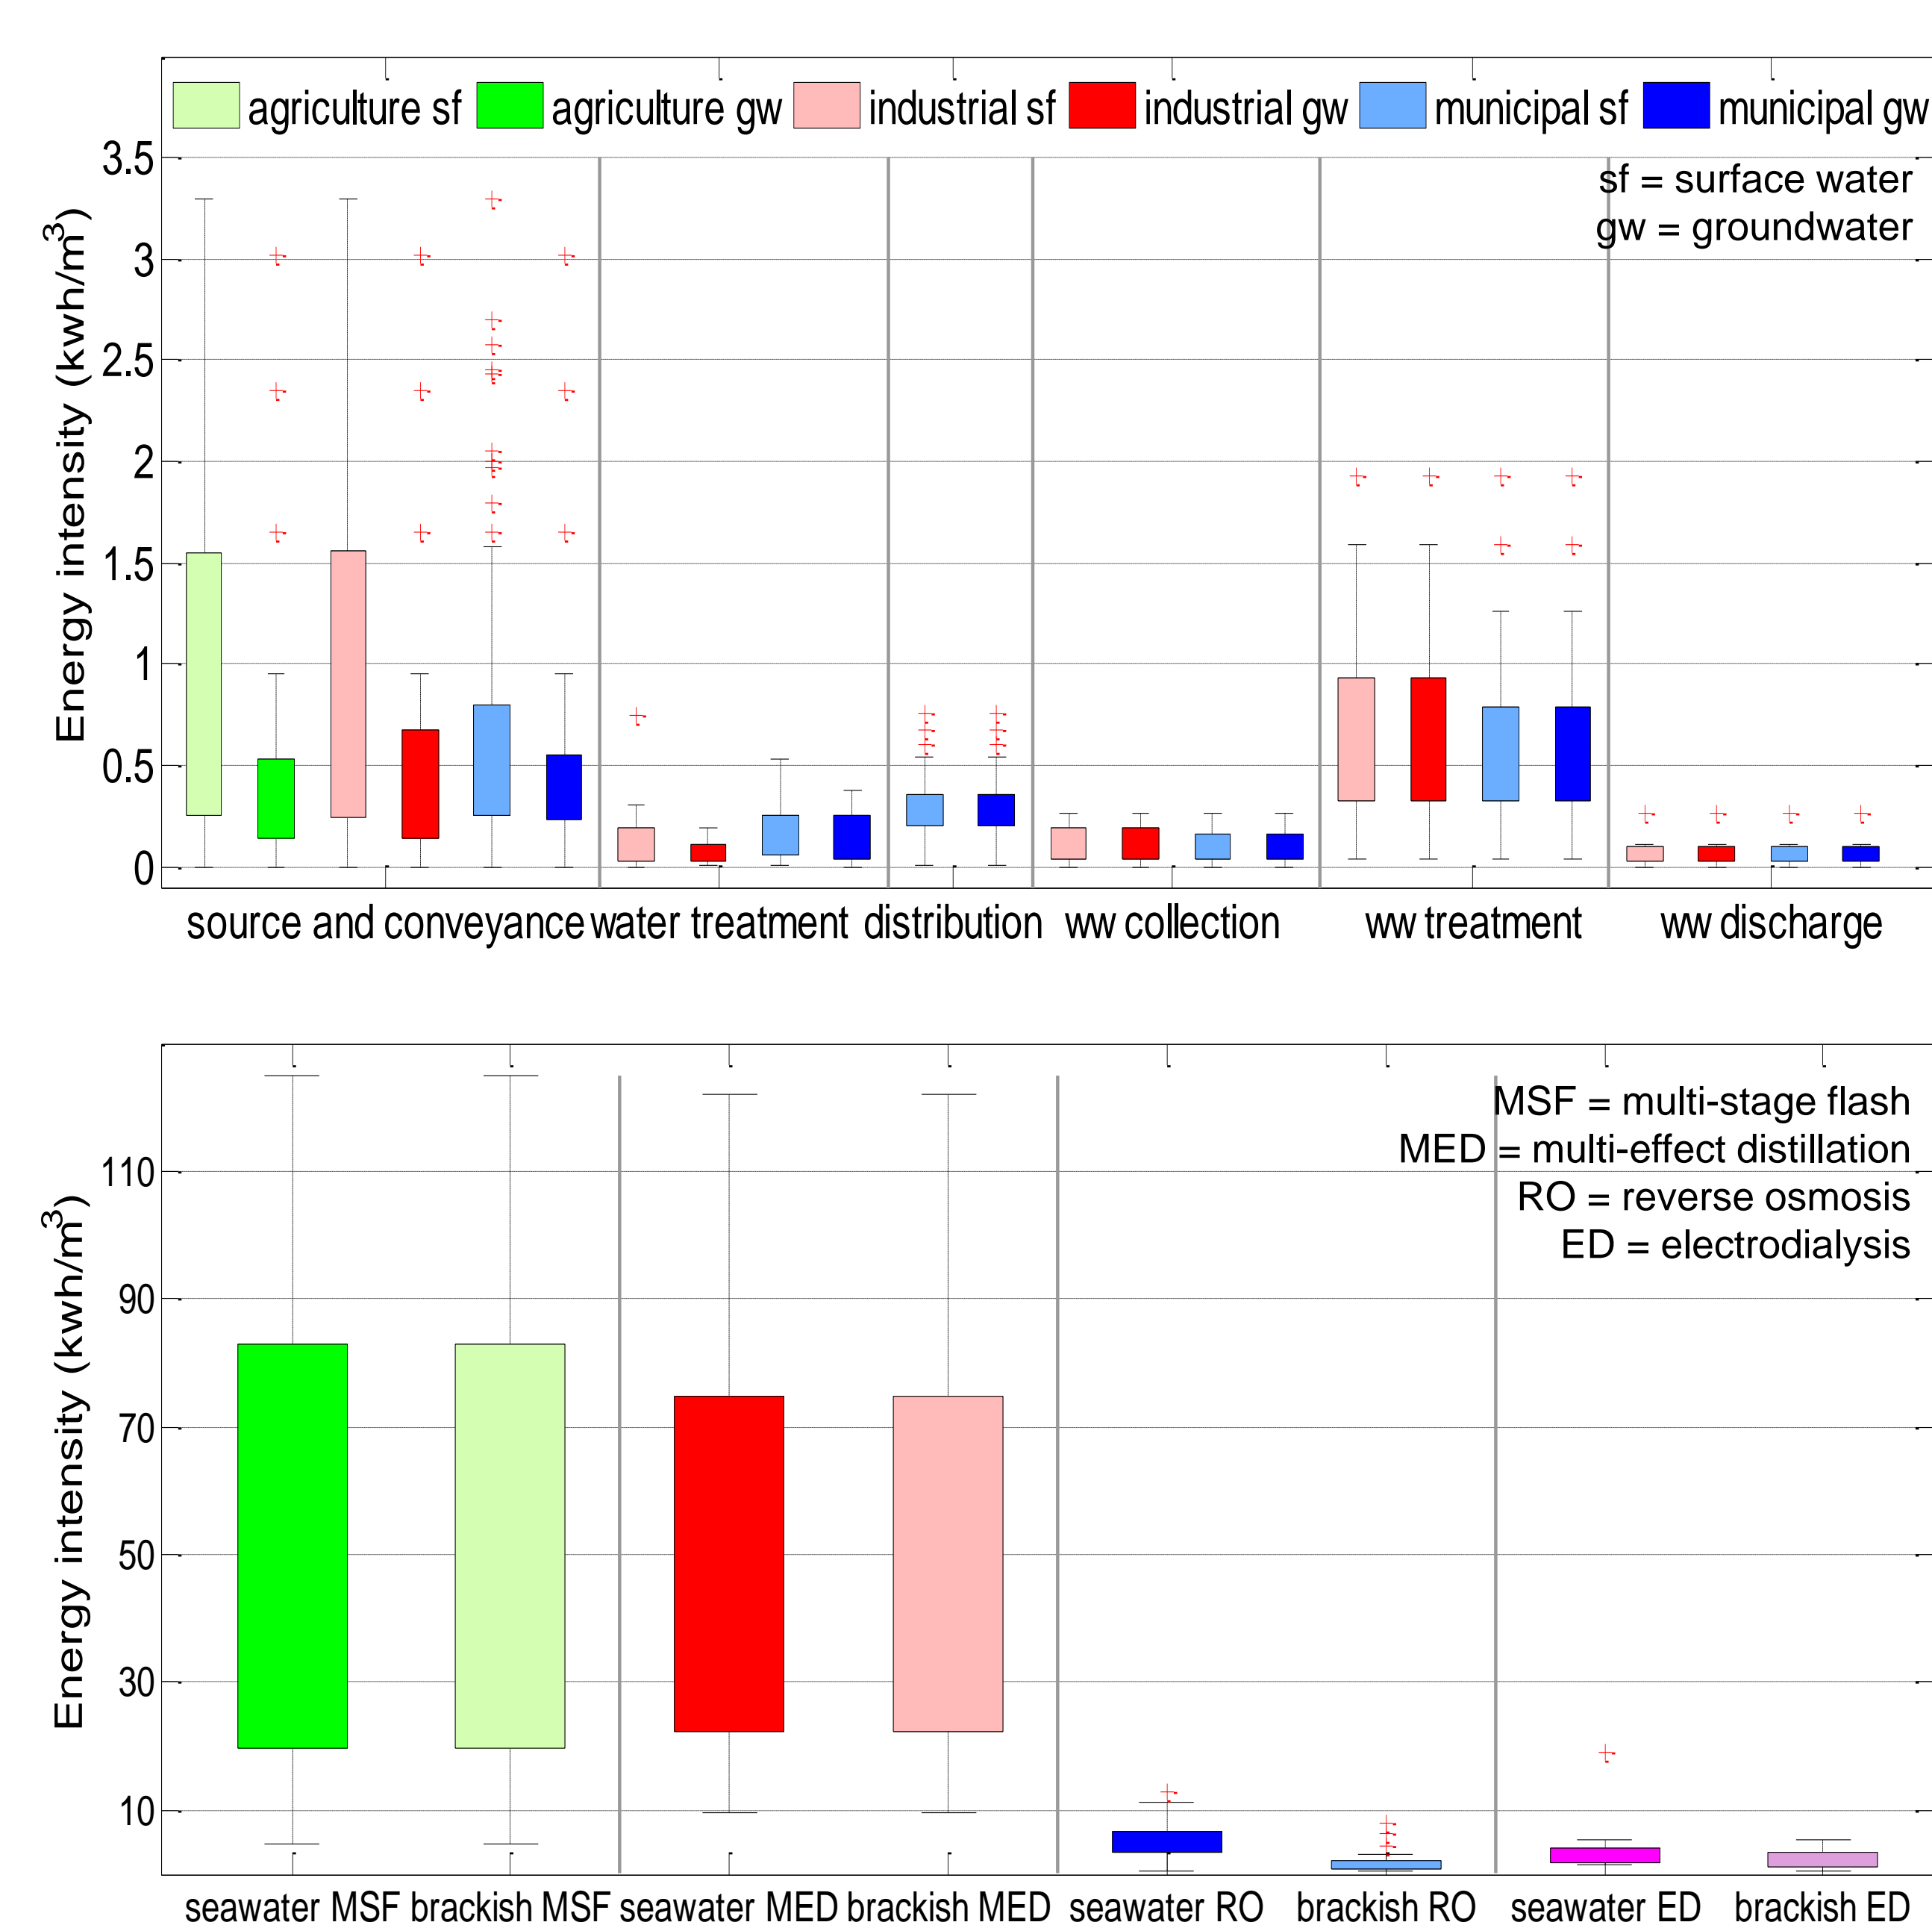 agriculture sf agriculture gw industrial sf industrial gw municipal sf municipal gw
sf = surface water
gw = groundwater
Energy intensity (kwh/m3)
3.5
3
2.5
2
1.5
1
0.5
0
source and conveyance water treatment distribution ww collection ww treatment ww discharge
MSF = multi-stage flash
MED = multi-effect distillation
RO = reverse osmosis
ED = electrodialysis
Energy intensity (kwh/m3)
110
90
70
50
30
10
seawater MSF brackish MSF seawater MED brackish MED seawater RO brackish RO seawater ED brackish ED